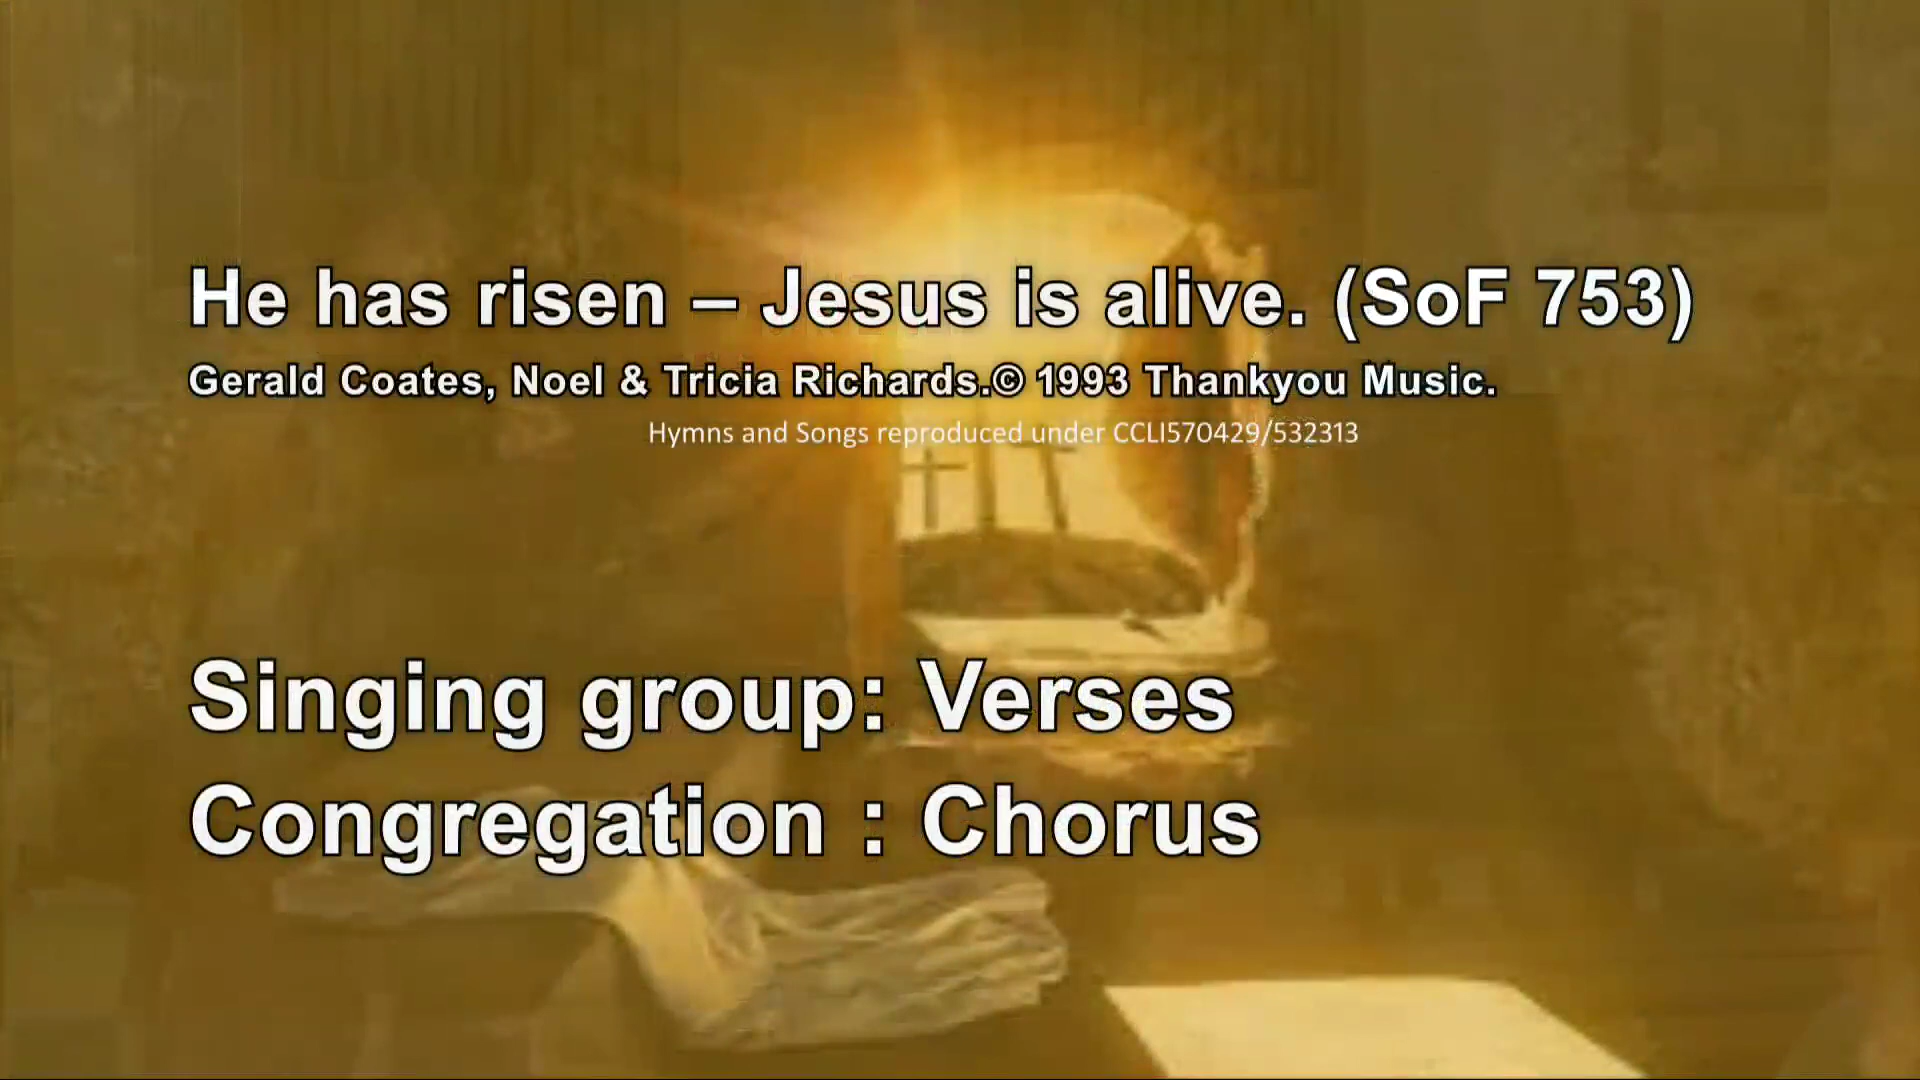 He has risen – Jesus is alive. (SoF 753)
Gerald Coates, Noel & Tricia Richards.© 1993 Thankyou Music.
Hymns and Songs reproduced under CCLI570429/532313
Singing group: Verses
Congregation : Chorus